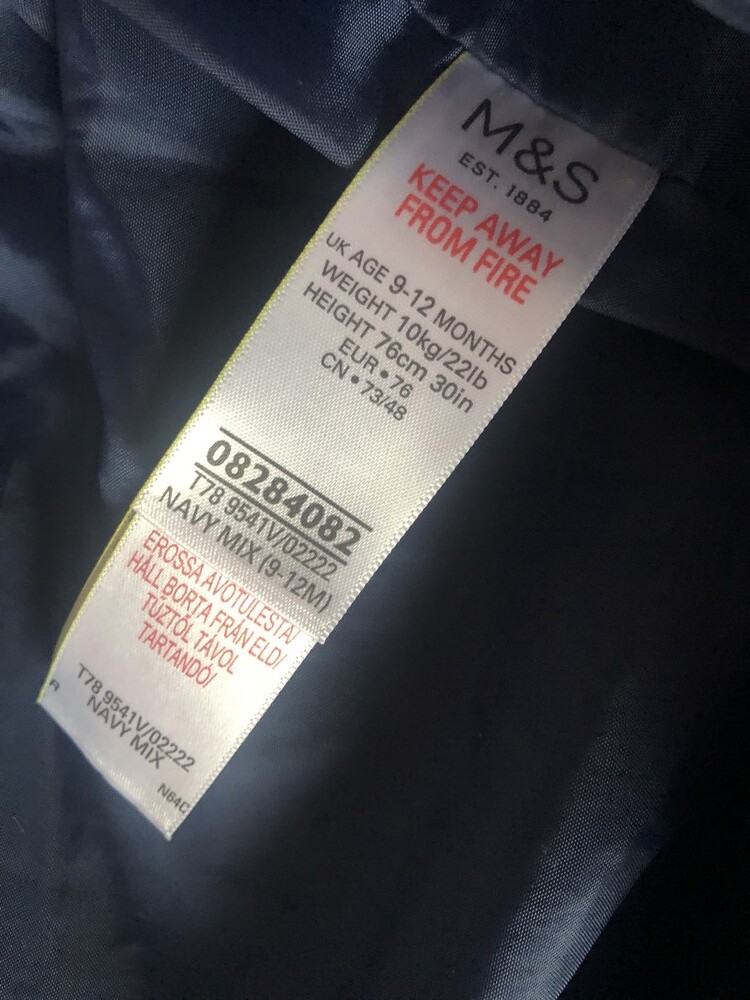 M&S
EST. 1884
KEEP AWAY
FROM FIRE
UK AGE 9-12 MONTHS
WEIGHT 10kg/22lb
HEIGHT 76cm 30in
EUR • 76
CN • 73/48
08284082
T78 9541V/02222
NAVY MIX (9-12M)
EROSSA AVOTULESTA/
HÅLL BORTA FRÅN ELD/
TŰZTŐL TÁVOL
TARTANDÓ/
T78 9541V/02222
NAVY MIX
N64C